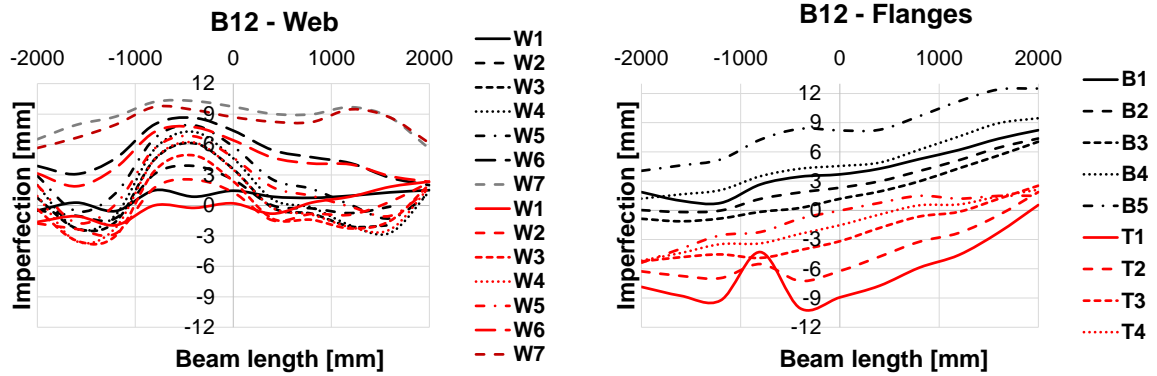 B12 - Web
-2000 -1000 0 1000 2000
12
9
6
3
0
-3
-6
-9
-12
Imperfection [mm]
Beam length [mm]
W1
W2
W3
W4
W5
W6
W7
W1
W2
W3
W4
W5
W6
W7
B12 - Flanges
-2000 -1000 0 1000 2000
12
9
6
3
0
-3
-6
-9
-12
Imperfection [mm]
Beam length [mm]
B1
B2
B3
B4
B5
T1
T2
T3
T4